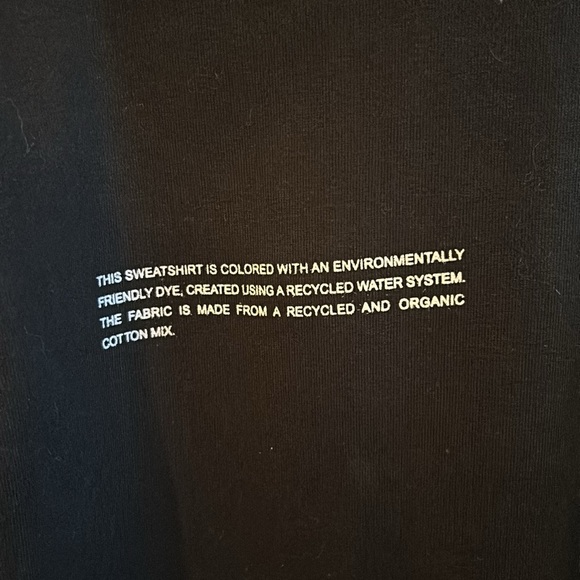 THIS SWEATSHIRT IS COLORED WITH AN ENVIRONMENTALLY
FRIENDLY DYE, CREATED USING A RECYCLED WATER SYSTEM.
THE FABRIC IS MADE FROM A RECYCLED AND ORGANIC
COTTON MIX.